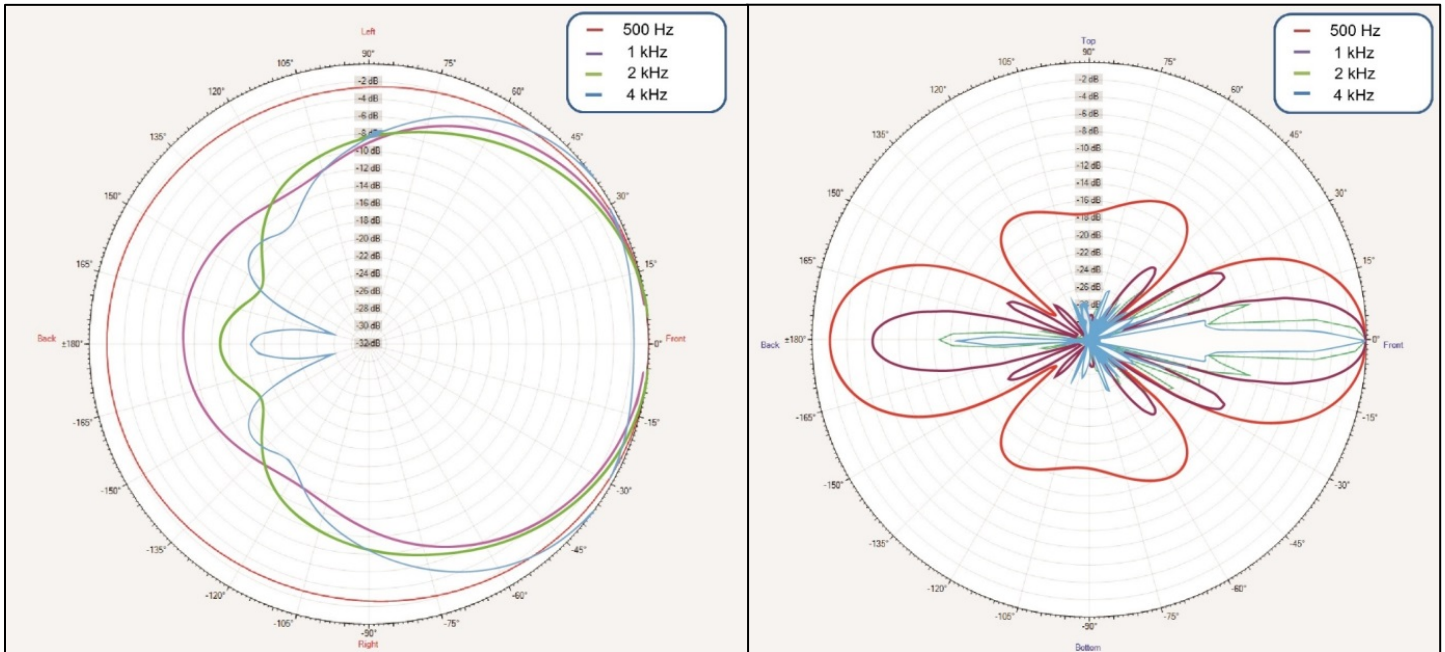 Left
90°
105°
75°
120°
60°
135°
45°
150°
30°
165°
15°
Back
±180°
0°
Front
-165°
-15°
-150°
-30°
-135°
-45°
-120°
-60°
-105°
-75°
-90°
Right
-2 dB
-4 dB
-6 dB
-8 dB
-10 dB
-12 dB
-14 dB
-16 dB
-18 dB
-20 dB
-22 dB
-24 dB
-26 dB
-28 dB
-30 dB
-32 dB
500 Hz
1 kHz
2 kHz
4 kHz
Top
90°
105°
75°
120°
60°
135°
45°
150°
30°
165°
15°
Back
±180°
0°
Front
-165°
-15°
-150°
-30°
-135°
-45°
-120°
-60°
-105°
-75°
-90°
Bottom
-2 dB
-4 dB
-6 dB
-8 dB
-10 dB
-12 dB
-14 dB
-16 dB
-18 dB
-20 dB
-22 dB
-24 dB
-26 dB
500 Hz
1 kHz
2 kHz
4 kHz